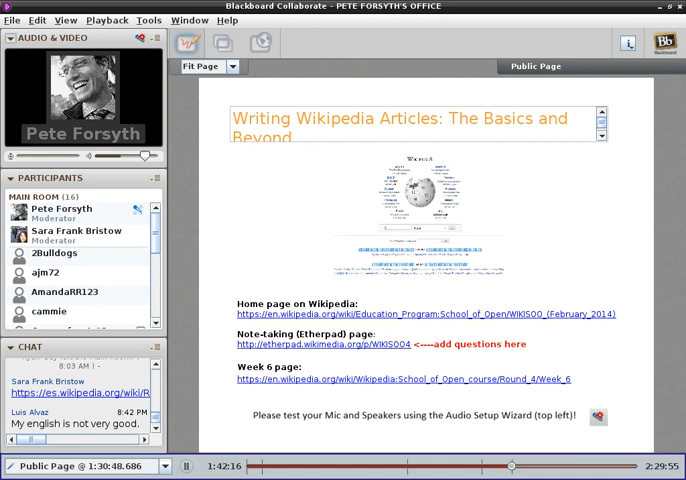 Blackboard Collaborate - PETE FORSYTH'S OFFICE
File Edit View Playback Tools Window Help
AUDIO & VIDEO
Pete Forsyth
PARTICIPANTS
MAIN ROOM (16)
Pete Forsyth
Moderator
Sara Frank Bristow
Moderator
2Bulldogs
ajm72
AmandaRR123
cammie
CHAT
8:03 AM ) -
Sara Frank Bristow
https://es.wikipedia.org/wiki/R
Luis Alvaz 8:42 PM
My english is not very good.
Public Page @ 1:30:48.686
1:42:16
2:29:55
Fit Page
Public Page
Bb
Blackboard
Writing Wikipedia Articles: The Basics and
Beyond
WIKIPEDIA
Home page on Wikipedia:
https://en.wikipedia.org/wiki/Education_Program:School_of_Open/WIKISOO_(February_2014)
Note-taking (Etherpad) page:
http://etherpad.wikimedia.org/p/WIKISOO4 <----add questions here
Week 6 page:
https://en.wikipedia.org/wiki/Wikipedia:School_of_Open_course/Round_4/Week_6
Please test your Mic and Speakers using the Audio Setup Wizard (top left)!